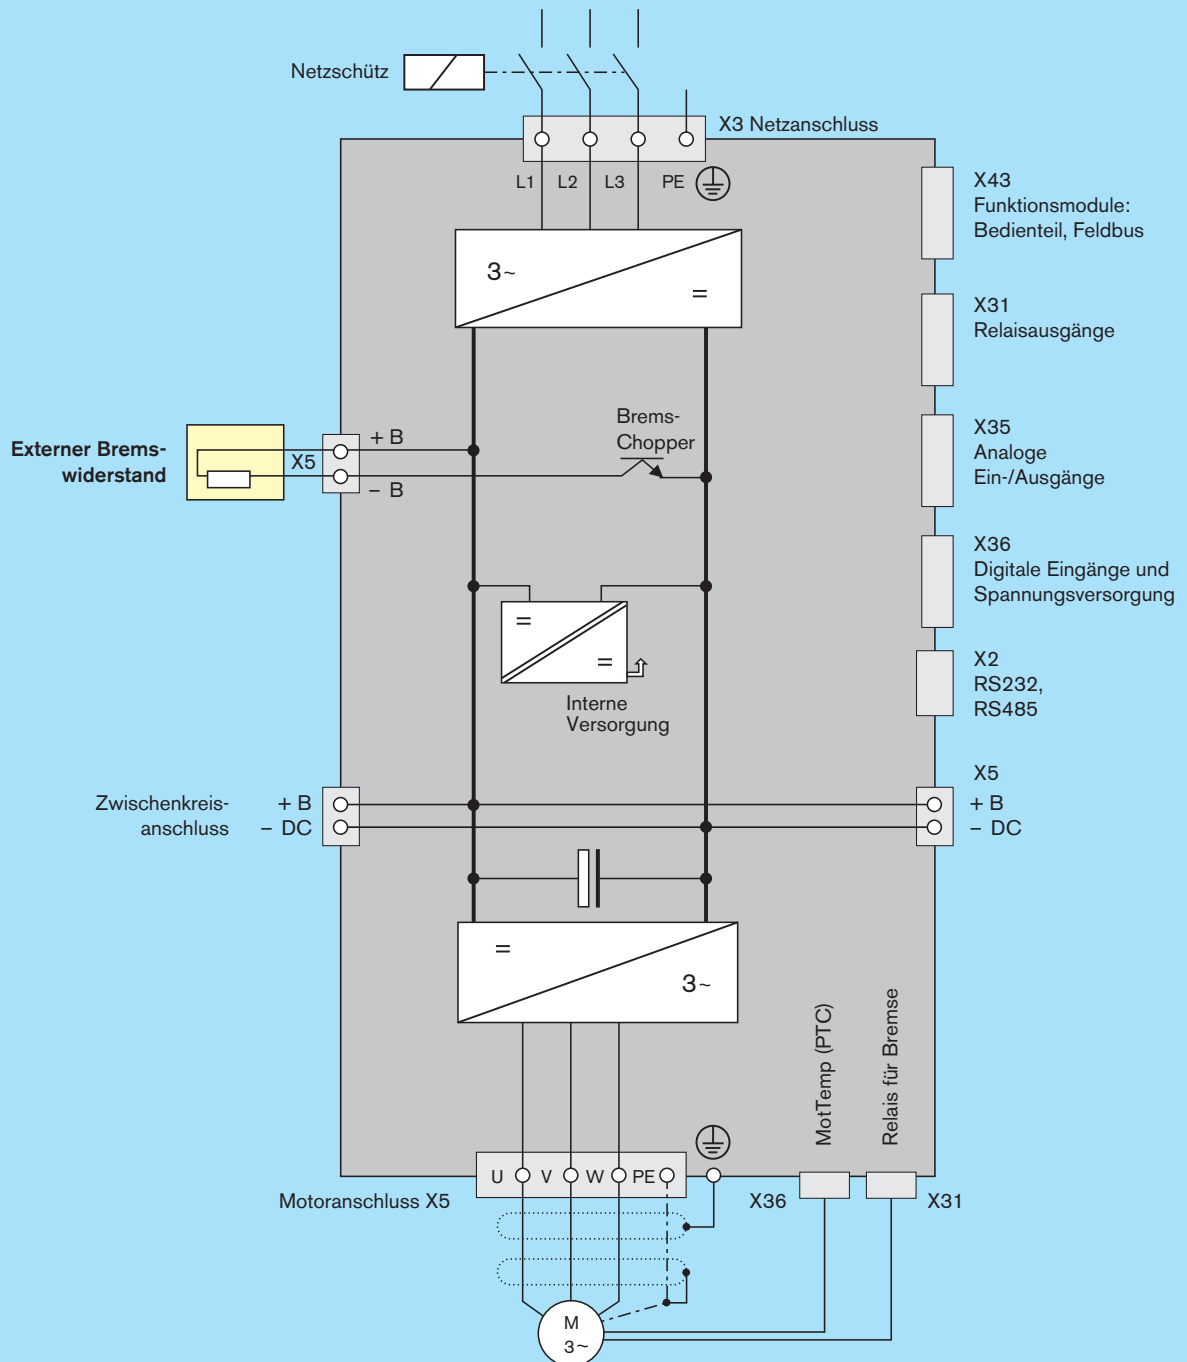 Netzschütz
X3 Netzanschluss
L1 L2 L3 PE
X43
Funktionsmodule:
Bedienteil, Feldbus
3~
=
X31
Relaisausgänge
Externer Brems-
widerstand
X5
+ B
– B
Brems-
Chopper
X35
Analoge
Ein-/Ausgänge
X36
Digitale Eingänge und
Spannungsversorgung
=
=
Interne
Versorgung
X2
RS232,
RS485
Zwischenkreis-
anschluss
+ B
– DC
X5
+ B
– DC
=
3~
MotTemp (PTC)
Relais für Bremse
U V W PE
Motoranschluss X5
X36
X31
M
3~